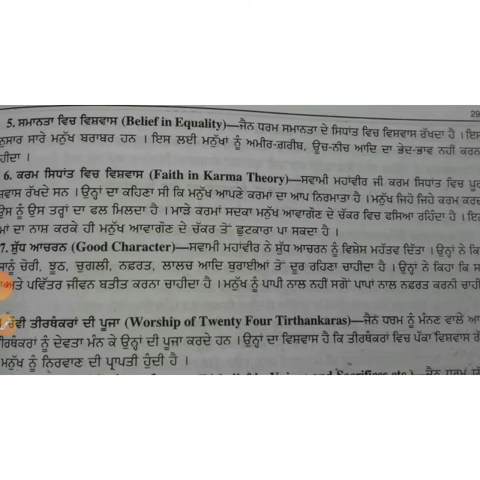 29
5. ਸਮਾਨਤਾ ਵਿਚ ਵਿਸ਼ਵਾਸ (Belief in Equality)—ਜੈਨ ਧਰਮ ਸਮਾਨਤਾ ਦੇ ਸਿਧਾਂਤ ਵਿਚ ਵਿਸ਼ਵਾਸ ਰੱਖਦਾ ਹੈ । ਇਸ
ਨੁਸਾਰ ਸਾਰੇ ਮਨੁੱਖ ਬਰਾਬਰ ਹਨ । ਇਸ ਲਈ ਮਨੁੱਖਾਂ ਨੂੰ ਅਮੀਰ-ਗਰੀਬ, ਊਚ-ਨੀਚ ਆਦਿ ਦਾ ਭੇਦ-ਭਾਵ ਨਹੀਂ ਕਰਨਾ
ਹੀਦਾ ।
6. ਕਰਮ ਸਿਧਾਂਤ ਵਿਚ ਵਿਸ਼ਵਾਸ (Faith in Karma Theory)—ਸਵਾਮੀ ਮਹਾਂਵੀਰ ਜੀ ਕਰਮ ਸਿਧਾਂਤ ਵਿਚ ਪੂਰ
ਸ਼ਵਾਸ ਰੱਖਦੇ ਸਨ । ਉਨ੍ਹਾਂ ਦਾ ਕਹਿਣਾ ਸੀ ਕਿ ਮਨੁੱਖ ਆਪਣੇ ਕਰਮਾਂ ਦਾ ਆਪ ਨਿਰਮਾਤਾ ਹੈ । ਮਨੁੱਖ ਜਿਹੋ ਜਿਹੇ ਕਰਮ ਕਰਦ
ਉਸ ਨੂੰ ਉਸ ਤਰ੍ਹਾਂ ਦਾ ਫਲ ਮਿਲਦਾ ਹੈ । ਮਾੜੇ ਕਰਮਾਂ ਸਦਕਾ ਮਨੁੱਖ ਆਵਾਗੌਣ ਦੇ ਚੱਕਰ ਵਿਚ ਫਸਿਆ ਰਹਿੰਦਾ ਹੈ ।
ਮਾਂ ਦਾ ਨਾਸ਼ ਕਰਕੇ ਹੀ ਮਨੁੱਖ ਆਵਾਗੌਣ ਦੇ ਚੱਕਰ ਤੋਂ ਛੁਟਕਾਰਾ ਪਾ ਸਕਦਾ ਹੈ ।
7. ਸ਼ੁੱਧ ਆਚਰਨ (Good Character)—ਸਵਾਮੀ ਮਹਾਂਵੀਰ ਨੇ ਸ਼ੁੱਧ ਆਚਰਨ ਨੂੰ ਵਿਸ਼ੇਸ਼ ਮਹੱਤਵ ਦਿੱਤਾ । ਉਨ੍ਹਾਂ ਨੇ ਕਿ
ਸਾਨੂੰ ਚੋਰੀ, ਝੂਠ, ਚੁਗਲੀ, ਨਫ਼ਰਤ, ਲਾਲਚ ਆਦਿ ਬੁਰਾਈਆਂ ਤੋਂ ਦੂਰ ਰਹਿਣਾ ਚਾਹੀਦਾ ਹੈ । ਉਨ੍ਹਾਂ ਨੇ ਕਿਹਾ ਕਿ ਸ
ਤੇ ਪਵਿੱਤਰ ਜੀਵਨ ਬਤੀਤ ਕਰਨਾ ਚਾਹੀਦਾ ਹੈ । ਮਨੁੱਖ ਨੂੰ ਪਾਪੀ ਨਾਲ ਨਹੀਂ ਸਗੋਂ ਪਾਪਾਂ ਨਾਲ ਨਫ਼ਰਤ ਕਰਨੀ ਚਾਹੀ
ਤੀਰਥੰਕਰਾਂ ਦੀ ਪੂਜਾ (Worship of Twenty Four Tirthankaras)—ਜੈਨ ਧਰਮ ਨੂੰ ਮੰਨਣ ਵਾਲੇ ਆ
ਤੀਰਥੰਕਰਾਂ ਨੂੰ ਦੇਵਤਾ ਮੰਨ ਕੇ ਉਨ੍ਹਾਂ ਦੀ ਪੂਜਾ ਕਰਦੇ ਹਨ । ਉਨ੍ਹਾਂ ਦਾ ਵਿਸ਼ਵਾਸ ਹੈ ਕਿ ਤੀਰਥੰਕਰਾਂ ਵਿਚ ਪੱਕਾ ਵਿਸ਼ਵਾਸ ਰੱ
ਮਨੁੱਖ ਨੂੰ ਨਿਰਵਾਣ ਦੀ ਪ੍ਰਾਪਤੀ ਹੁੰਦੀ ਹੈ ।